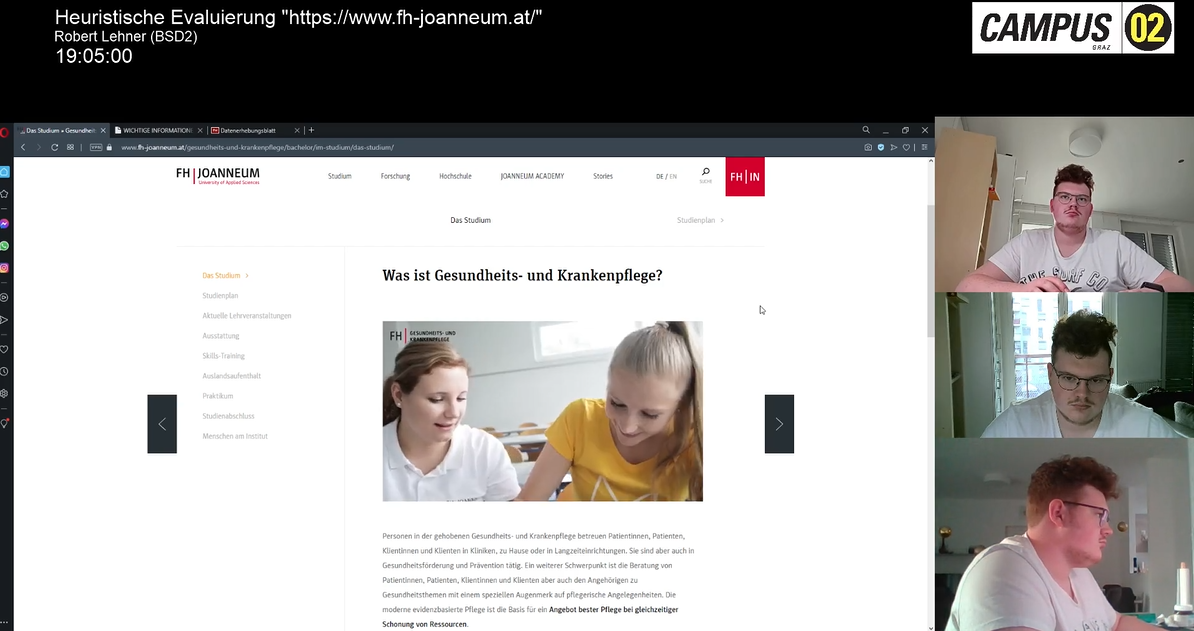 Heuristische Evaluierung "https://www.fh-joanneum.at/"
Robert Lehner (BSD2)
19:05:00
CAMPUS 02
GRAZ
Das Studium » Gesundheit
WICHTIGE INFORMATION
Datenerhebungsblatt
VPN
www.fh-joanneum.at/gesundheits-und-krankenpflege/bachelor/im-studium/das-studium/
FH JOANNEUM
University of Applied Sciences
Studium
Forschung
Hochschule
JOANNEUM ACADEMY
Stories
DE / EN
SUCHE
FH IN
Das Studium
Studienplan >
Das Studium >
Studienplan
Aktuelle Lehrveranstaltungen
Ausstattung
Skills-Training
Auslandsaufenthalt
Praktikum
Studienabschluss
Menschen am Institut
Was ist Gesundheits- und Krankenpflege?
FH GESUNDHEITS- UND
KRANKENPFLEGE
Personen in der gehobenen Gesundheits- und Krankenpflege betreuen Patientinnen, Patienten,
Klientinnen und Klienten in Kliniken, zu Hause oder in Langzeiteinrichtungen. Sie sind aber auch in
Gesundheitsförderung und Prävention tätig. Ein weiterer Schwerpunkt ist die Beratung von
Patientinnen, Patienten, Klientinnen und Klienten aber auch den Angehörigen zu
Gesundheitsthemen mit einem speziellen Augenmerk auf pflegerische Angelegenheiten. Die
moderne evidenzbasierte Pflege ist die Basis für ein Angebot bester Pflege bei gleichzeitiger
Schonung von Ressourcen.